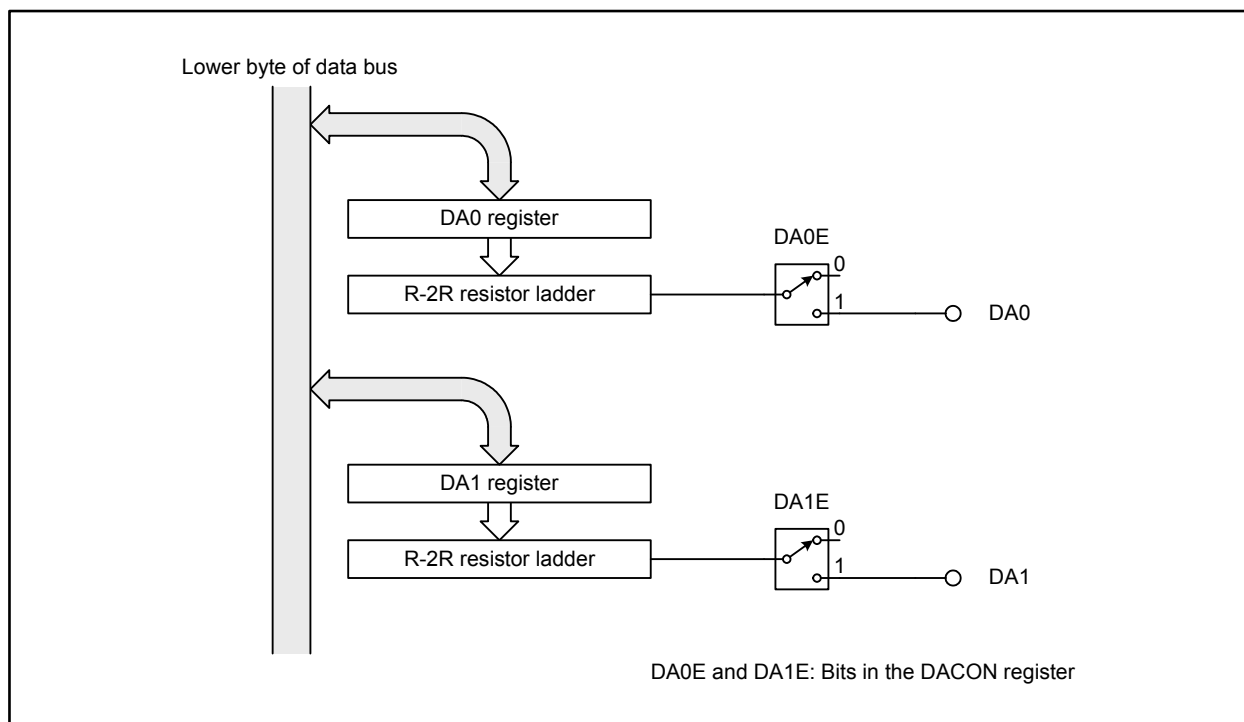 Lower byte of data bus
DA0 register
DA0E
R-2R resistor ladder
0
1
DA0
DA1 register
DA1E
R-2R resistor ladder
0
1
DA1
DA0E and DA1E: Bits in the DACON register